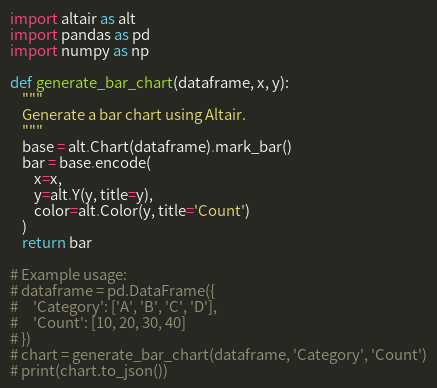 import altair as alt
import pandas as pd
import numpy as np

def generate_bar_chart(dataframe, x, y):
    """
    Generate a bar chart using Altair.
    """
    base = alt.Chart(dataframe).mark_bar()
    bar = base.encode(
        x=x,
        y=alt.Y(y, title=y),
        color=alt.Color(y, title='Count')
    )
    return bar

# Example usage:
# dataframe = pd.DataFrame({
#     'Category': ['A', 'B', 'C', 'D'],
#     'Count': [10, 20, 30, 40]
# })
# chart = generate_bar_chart(dataframe, 'Category', 'Count')
# print(chart.to_json())